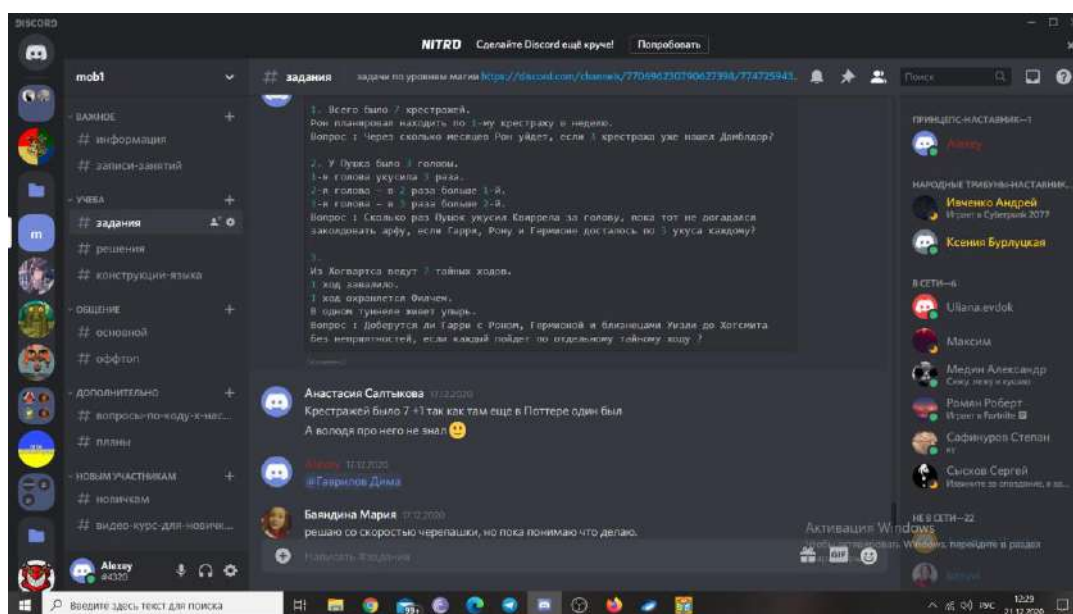 DISCORD
NITRO Сделайте Discord ещё круче! Попробовать
mob1
задания
Поиск
ВАЖНОЕ
информация
записи-занятий
УЧЕБА
задания
решения
конструкции-языка
ОБЩЕНИЕ
основной
оффтоп
ДОПОЛНИТЕЛЬНО
вопросы-по-коду-х-нас...
планы
НОВЫМ УЧАСТНИКАМ
новичкам
видео-курс-для-новичк...
Alexey
#4320
1. Всего было 7 крестражей.
Рон планировал находить по 1-му крестражу в неделю.
Вопрос : Через сколько месяцев Рон уйдет, если 3 крестража уже нашел Дамблдор?
2. У Пушка было 3 головы.
1-я голова укусила 3 раза.
2-я голова — в 2 раза больше 1-й.
3-я голова — в 3 раза больше 2-й.
Вопрос : Сколько раз Пушок укусил Квиррела за голову, пока тот не догадался
заколдовать арфу, если Гарри, Рону и Гермионе досталось по 3 укуса каждому?
3.
Из Хогвартса ведут 7 тайных ходов.
1 ход завалило.
1 ход охраняется Филчем.
В одном туннеле живет упырь.
Вопрос : Доберутся ли Гарри с Роном, Гермионой и близнецами Уизли до Хогсмита
без неприятностей, если каждый пойдет по отдельному тайному ходу ?
Анастасия Салтыкова 17.12.2020
Крестражей было 7 +1 так как там еще в Поттере один был
А володя про него не знал
Alexey 17.12.2020
@Гаврилов Дима
Баяндина Мария 17.12.2020
решаю со скоростью черепашки, но пока понимаю что делаю.
ПРИНЦЕПС-НАСТАВНИК—1
Alexey
НАРОДНЫЕ ТРИБУНЫ-НАСТАВНИК...
Ивченко Андрей
Играет в Cyberpunk 2077
Ксения Бурлуцкая
В СЕТИ—6
Uliana.evdok
Максим
Медин Александр
Роман Роберт
Играет в Fortnite
Сафинуров Степан
Сысков Сергей
НЕ В СЕТИ—22
Активация Windows
Введите здесь текст для поиска
99+
РУС
12:29
21.12.2020